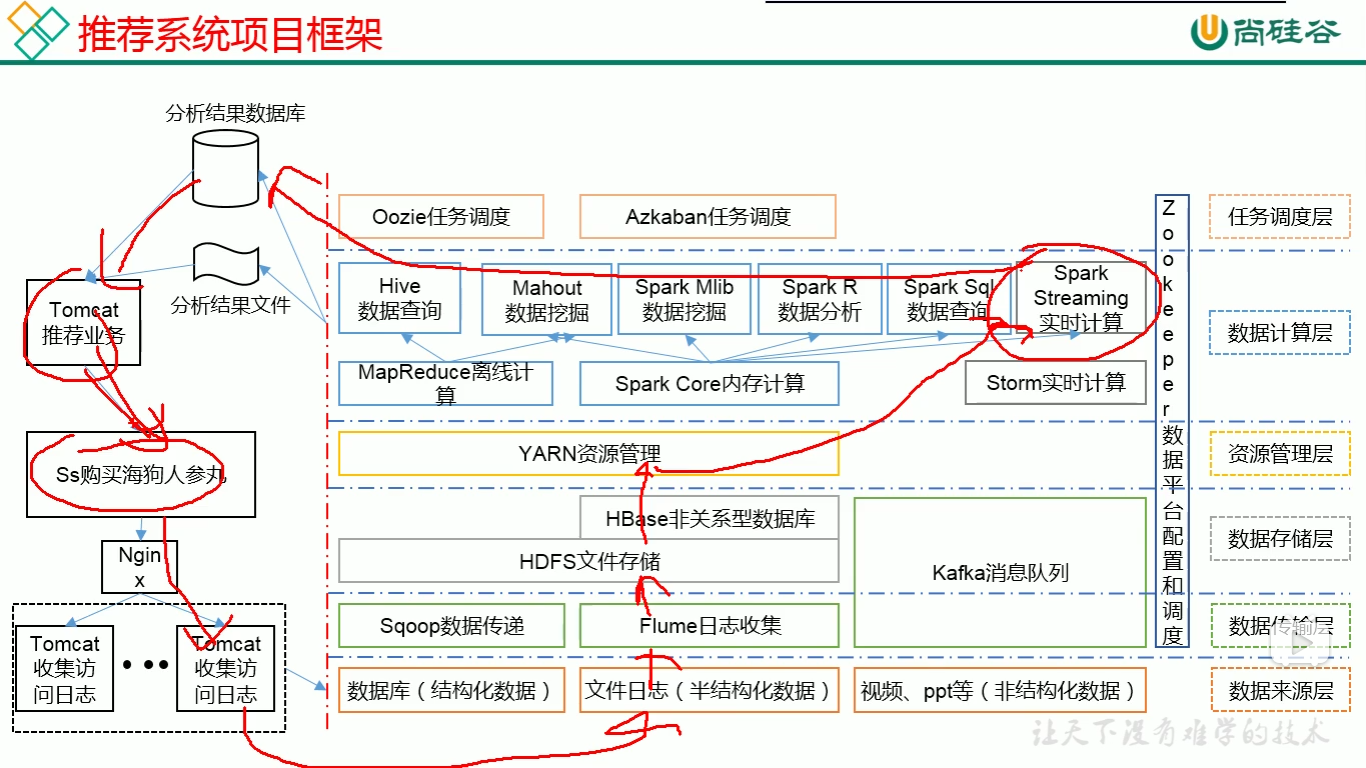 推荐系统项目框架
尚硅谷
分析结果数据库
分析结果文件
Tomcat
推荐业务
Ss购买海狗人参丸
Ngin
x
Tomcat
收集访
问日志
Tomcat
收集访
问日志
Oozie任务调度
Azkaban任务调度
Hive
数据查询
Mahout
数据挖掘
Spark Mlib
数据挖掘
Spark R
数据分析
Spark Sql
数据查询
Spark
Streaming
实时计算
MapReduce离线计
算
Spark Core内存计算
Storm实时计算
YARN资源管理
HBase非关系型数据库
HDFS文件存储
Kafka消息队列
Sqoop数据传递
Flume日志收集
数据库（结构化数据）
文件日志（半结构化数据）
视频、ppt等（非结构化数据）
Z
o
o
k
e
e
p
e
r
数
据
平
台
配
置
和
调
度
任务调度层
数据计算层
资源管理层
数据存储层
数据传输层
传输层
数据来源层
让天下没有难学的技术